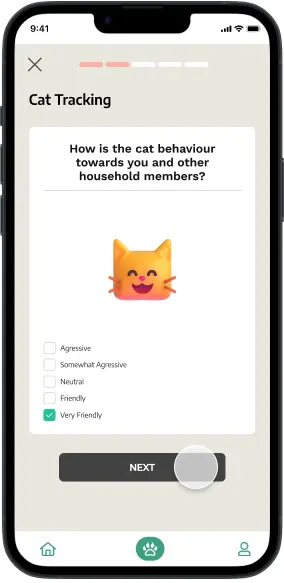 9:41
Cat Tracking
How is the cat behaviour
towards you and other
household members?
Agressive
Somewhat Agressive
Neutral
Friendly
Very Friendly
NEXT